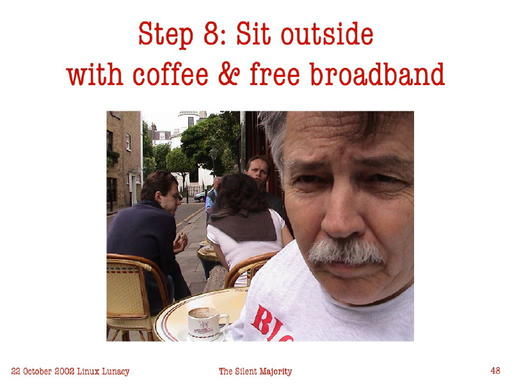 Step 8: Sit outside
with coffee & free broadband
22 October 2002 Linux Lunacy
The Silent Majority
48